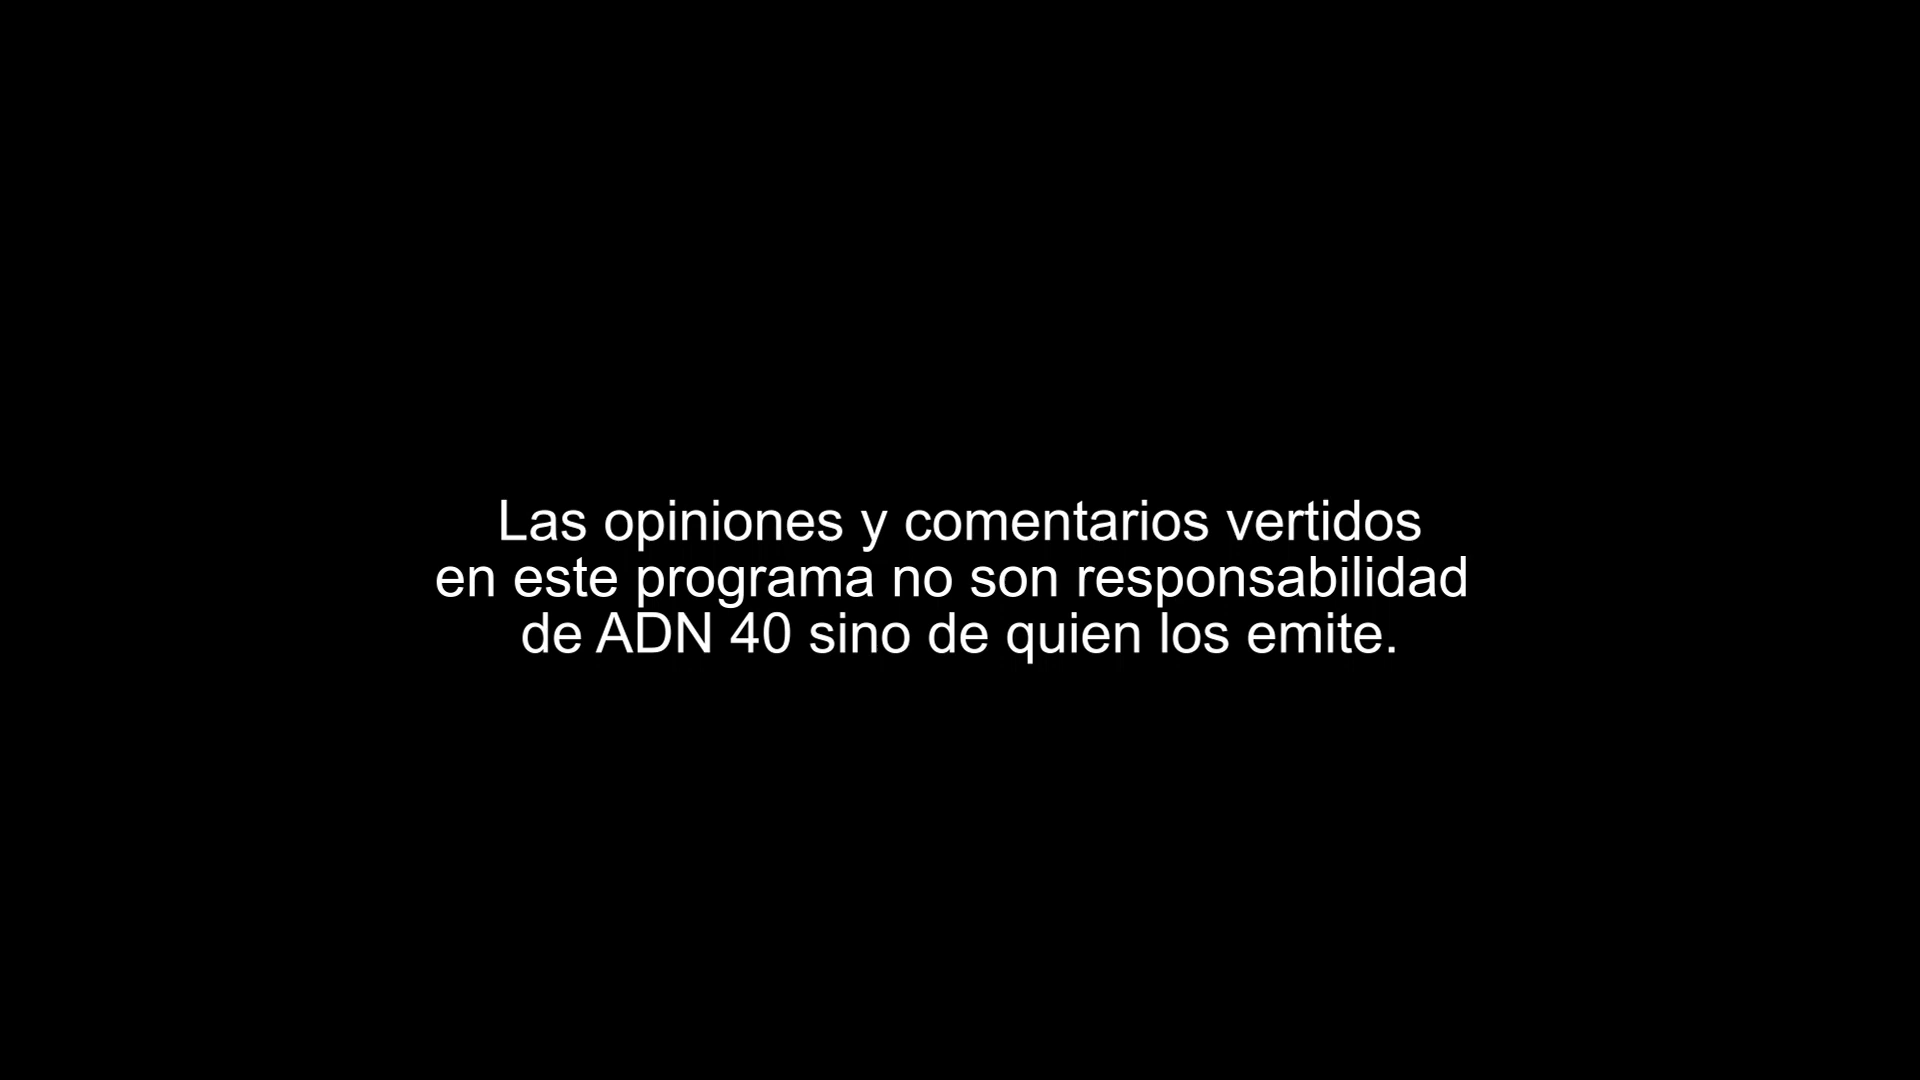 Las opiniones y comentarios vertidos
en este programa no son responsabilidad
de ADN 40 sino de quien los emite.